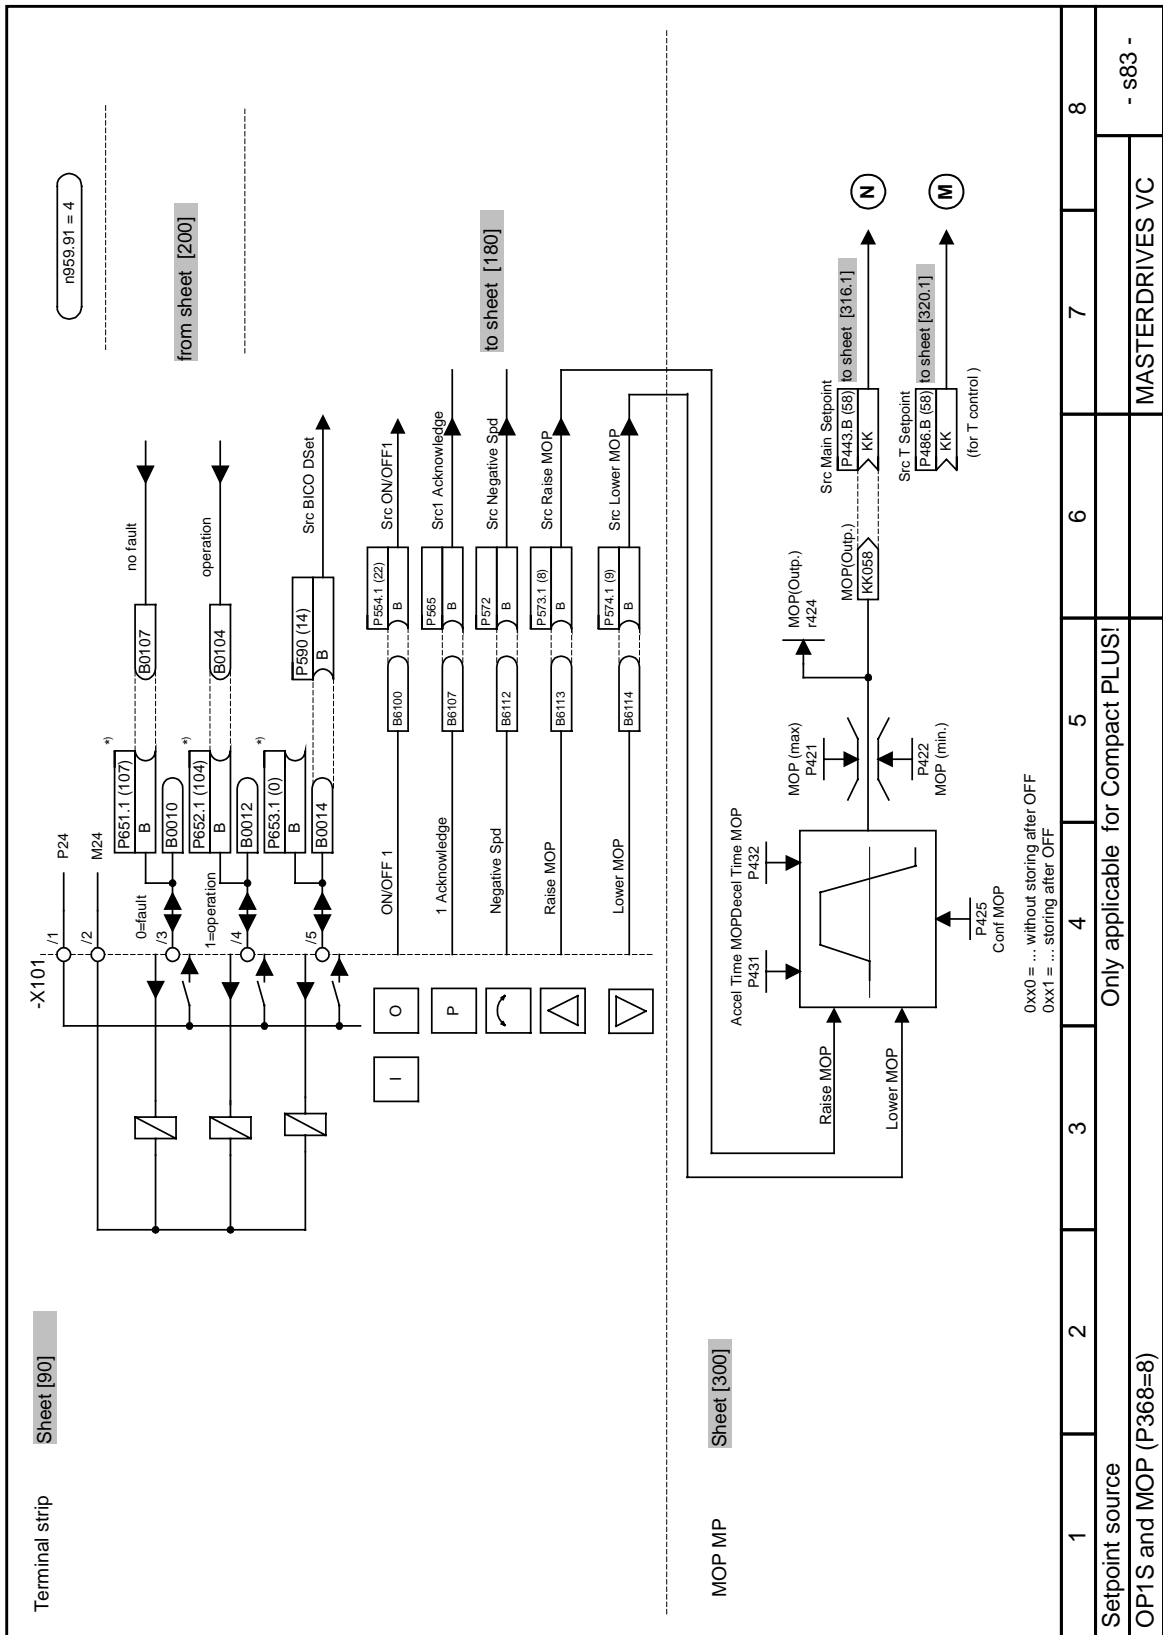 Terminal strip
Sheet [90]
n959.91 = 4
-X101
/1
P24
/2
M24
0=fault
/3
P651.1 (107)
*)
B
B0010
B0107
no fault
from sheet [200]
1=operation
/4
P652.1 (104)
*)
B
B0012
B0104
operation
/5
P653.1 (0)
*)
B
B0014
P590 (14)
B
Src BICO DSet
I
O
ON/OFF 1
B6100
P554.1 (22)
B
Src ON/OFF1
P
1 Acknowledge
B6107
P565
B
Src1 Acknowledge
Negative Spd
B6112
P572
B
Src Negative Spd
to sheet [180]
Raise MOP
B6113
P573.1 (8)
B
Src Raise MOP
Lower MOP
B6114
P574.1 (9)
B
Src Lower MOP
MOP MP
Sheet [300]
Accel Time MOP
P431
Decel Time MOP
P432
Raise MOP
Lower MOP
P425
Conf MOP
0xx0 = ... without storing after OFF
0xx1 = ... storing after OFF
MOP (max)
P421
P422
MOP (min.)
MOP(Outp.)
r424
MOP(Outp.)
KK058
Src Main Setpoint
P443.B (58)
KK
to sheet [316.1]
N
Src T Setpoint
P486.B (58)
KK
to sheet [320.1]
(for T control )
M
1 2 3 4 5 6 7 8
Setpoint source
Only applicable for Compact PLUS!
- s83 -
OP1S and MOP (P368=8)
MASTERDRIVES VC